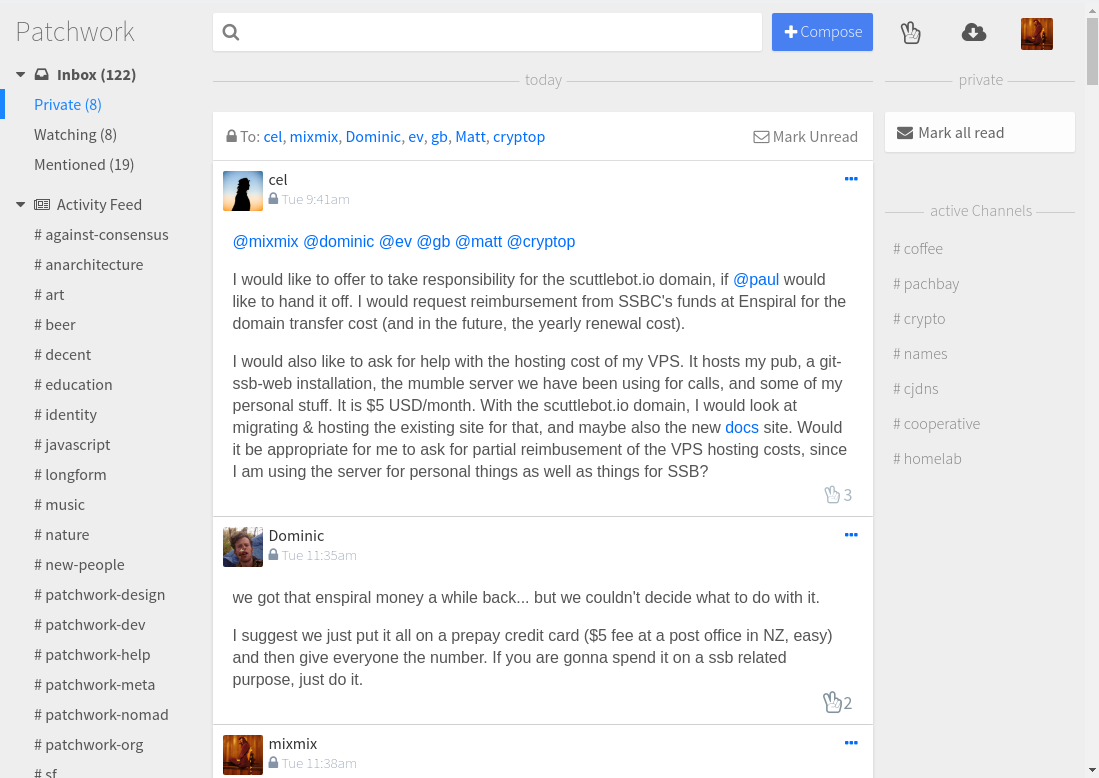 Patchwork
Compose
Inbox (122)
Private (8)
Watching (8)
Mentioned (19)
Activity Feed
# against-consensus
# anarchitecture
# art
# beer
# decent
# education
# identity
# javascript
# longform
# music
# nature
# new-people
# patchwork-design
# patchwork-dev
# patchwork-help
# patchwork-meta
# patchwork-nomad
# patchwork-org
# sf
today
To: cel, mixmix, Dominic, ev, gb, Matt, cryptop
Mark Unread
cel
Tue 9:41am
@mixmix @dominic @ev @gb @matt @cryptop
I would like to offer to take responsibility for the scuttlebot.io domain, if @paul would
like to hand it off. I would request reimbursement from SSBC's funds at Enspiral for the
domain transfer cost (and in the future, the yearly renewal cost).
I would also like to ask for help with the hosting cost of my VPS. It hosts my pub, a git-
ssb-web installation, the mumble server we have been using for calls, and some of my
personal stuff. It is $5 USD/month. With the scuttlebot.io domain, I would look at
migrating & hosting the existing site for that, and maybe also the new docs site. Would
it be appropriate for me to ask for partial reimbusement of the VPS hosting costs, since
I am using the server for personal things as well as things for SSB?
3
Dominic
Tue 11:35am
we got that enspiral money a while back... but we couldn't decide what to do with it.
I suggest we just put it all on a prepay credit card ($5 fee at a post office in NZ, easy)
and then give everyone the number. If you are gonna spend it on a ssb related
purpose, just do it.
2
mixmix
Tue 11:38am
private
Mark all read
active Channels
# coffee
# pachbay
# crypto
# names
# cjdns
# cooperative
# homelab